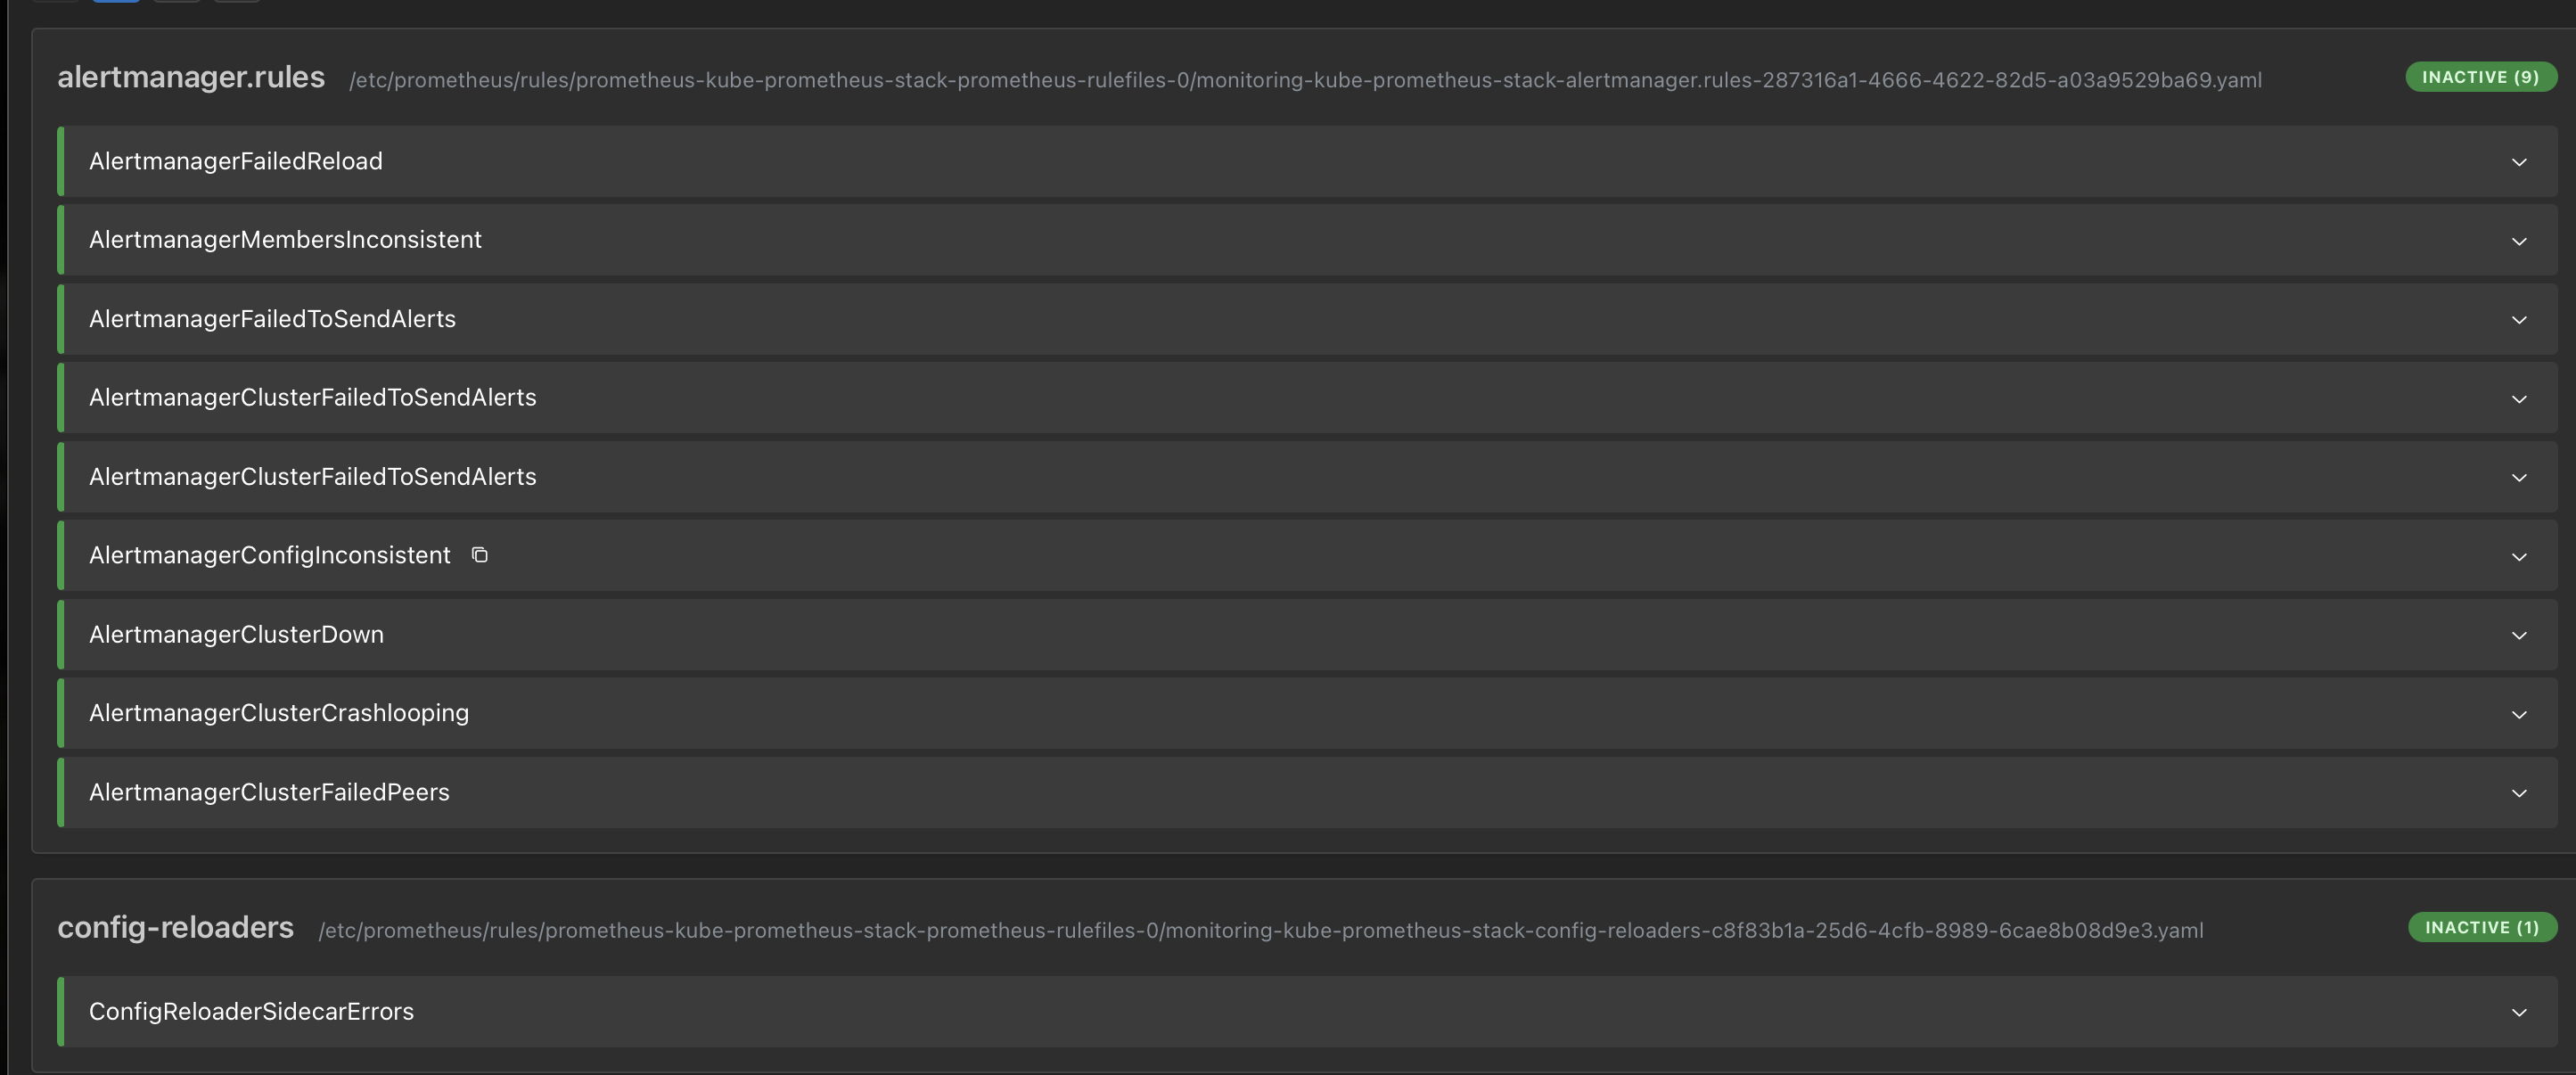 alertmanager.rules /etc/prometheus/rules/prometheus-kube-prometheus-stack-prometheus-rulefiles-0/monitoring-kube-prometheus-stack-alertmanager.rules-287316a1-4666-4622-82d5-a03a9529ba69.yaml INACTIVE (9)
AlertmanagerFailedReload
AlertmanagerMembersInconsistent
AlertmanagerFailedToSendAlerts
AlertmanagerClusterFailedToSendAlerts
AlertmanagerClusterFailedToSendAlerts
AlertmanagerConfigInconsistent
AlertmanagerClusterDown
AlertmanagerClusterCrashlooping
AlertmanagerClusterFailedPeers
config-reloaders /etc/prometheus/rules/prometheus-kube-prometheus-stack-prometheus-rulefiles-0/monitoring-kube-prometheus-stack-config-reloaders-c8f83b1a-25d6-4cfb-8989-6cae8b08d9e3.yaml INACTIVE (1)
ConfigReloaderSidecarErrors